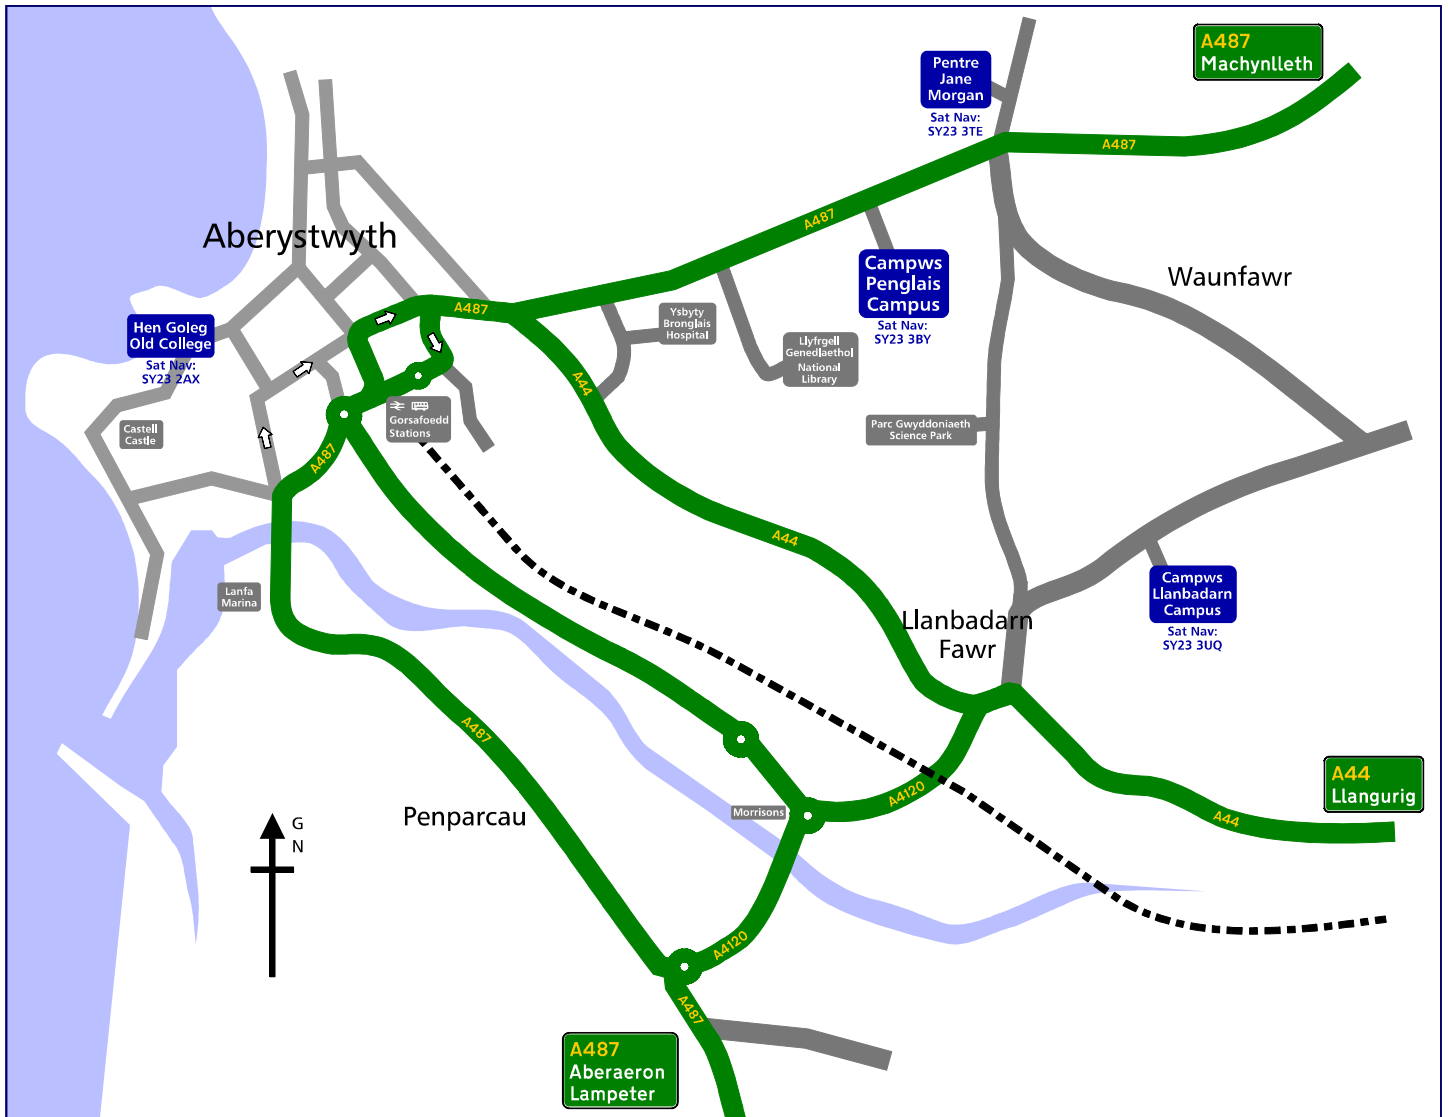 A487
Machynlleth
Pentre
Jane
Morgan
Sat Nav:
SY23 3TE
A487
A487
Aberystwyth
Campws
Penglais
Campus
Sat Nav:
SY23 3BY
Waunfawr
A487
Ysbyty
Bronglais
Hospital
Hen Goleg
Old College
Sat Nav:
SY23 2AX
Llyfrgell
Genedlaethol
National
Library
A44
Gorsafoedd
Stations
Castell
Castle
Parc Gwyddoniaeth
Science Park
A487
A44
Lanfa
Marina
Campws
Llanbadarn
Campus
Sat Nav:
SY23 3UQ
Llanbadarn
Fawr
A487
A44
Llangurig
A4120
Morrisons
Penparcau
A44
G
N
A4120
A487
A487
Aberaeron
Lampeter